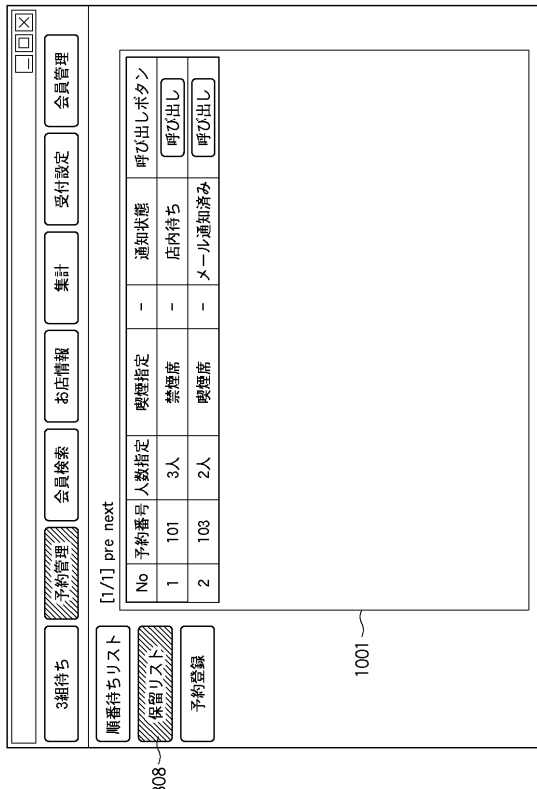 3組待ち 予約管理 会員検索 お店情報 集計 受付設定 会員管理
順番待ちリスト
保留リスト
予約登録
[1/1] pre next
No 予約番号 人数指定 喫煙指定 - 通知状態 呼び出しボタン
1 101 3人 禁煙席 - 店内待ち 呼び出し
2 103 2人 喫煙席 - メール通知済み 呼び出し
808
1001